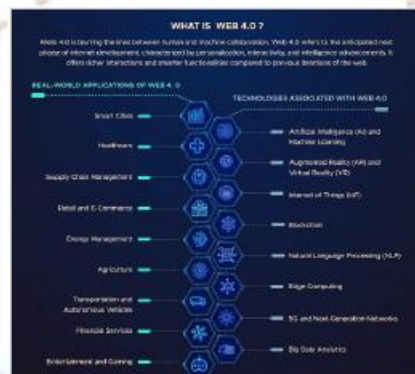 WHAT IS WEB 4.0 ?
Web 4.0 is blurring the lines between human and machine collaboration. Web 4.0 refers to the anticipated next
phase of internet development, characterized by personalization, interactivity, and intelligence advancements. It
offers richer interactions and smarter functionalities compared to previous iterations of the web.
REAL-WORLD APPLICATIONS OF WEB 4. 0
Smart Cities
Healthcare
Supply Chain Management
Retail and E-Commerce
Energy Management
Agriculture
Transportation and
Autonomous Vehicles
Financial Services
Entertainment and Gaming
TECHNOLOGIES ASSOCIATED WITH WEB 4.0
Artificial Intelligence (AI) and
Machine Learning
Augmented Reality (AR) and
Virtual Reality (VR)
Internet of Things (IoT)
Blockchain
Natural Language Processing (NLP)
Edge Computing
5G and Next-Generation Networks
Big Data Analytics